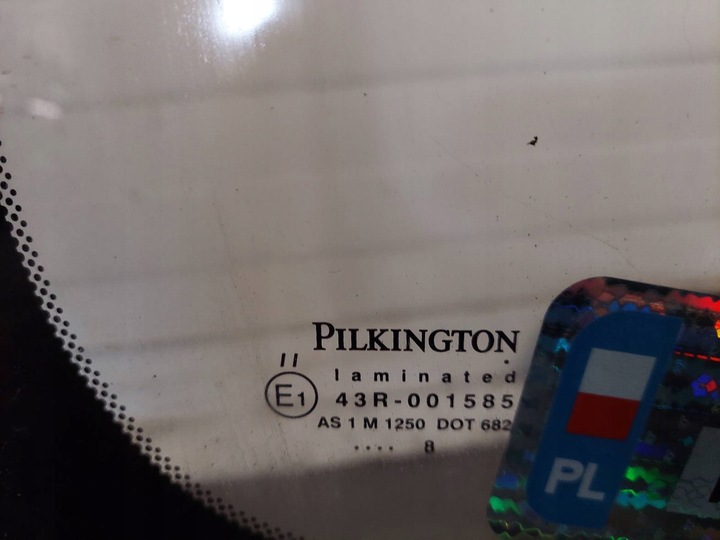 PILKINGTON
II
laminated
E1 43R-001585
AS 1 M 1250 DOT 682
.... 8
PL